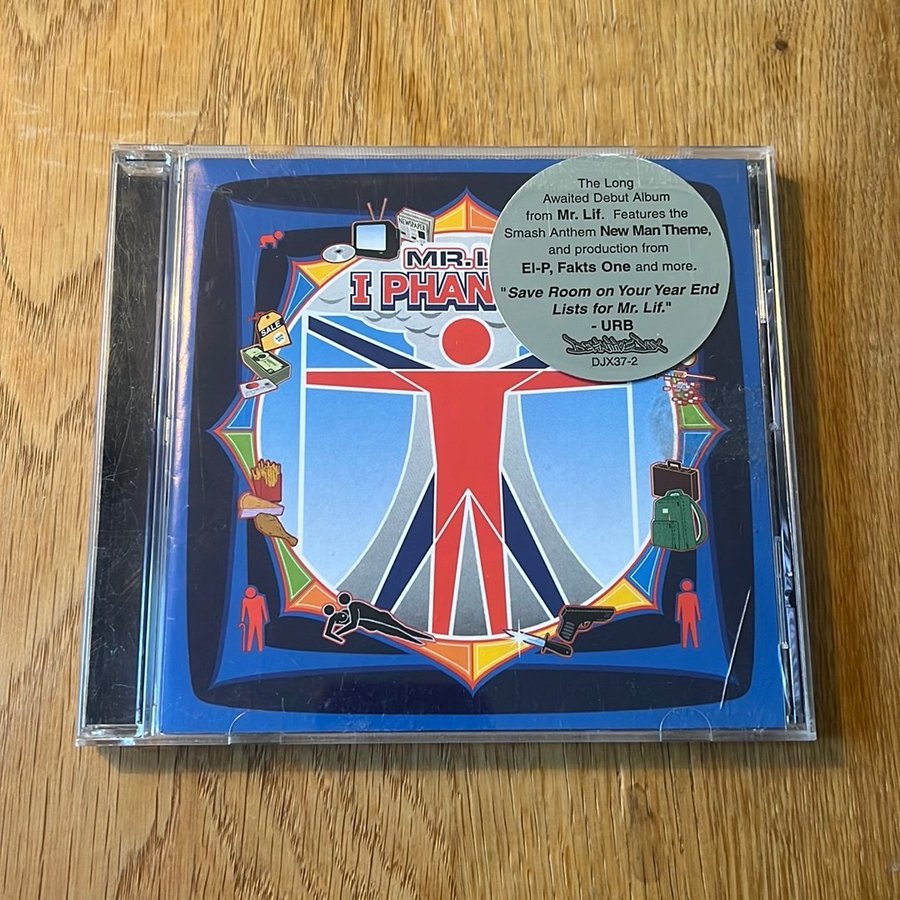 The Long
Awaited Debut Album
from Mr. Lif. Features the
Smash Anthem New Man Theme,
and production from
El-P, Fakts One and more.
"Save Room on Your Year End
Lists for Mr. Lif."
- URB
DJX37-2
NEWSPAPER
MR. L
I PHAN
SALE